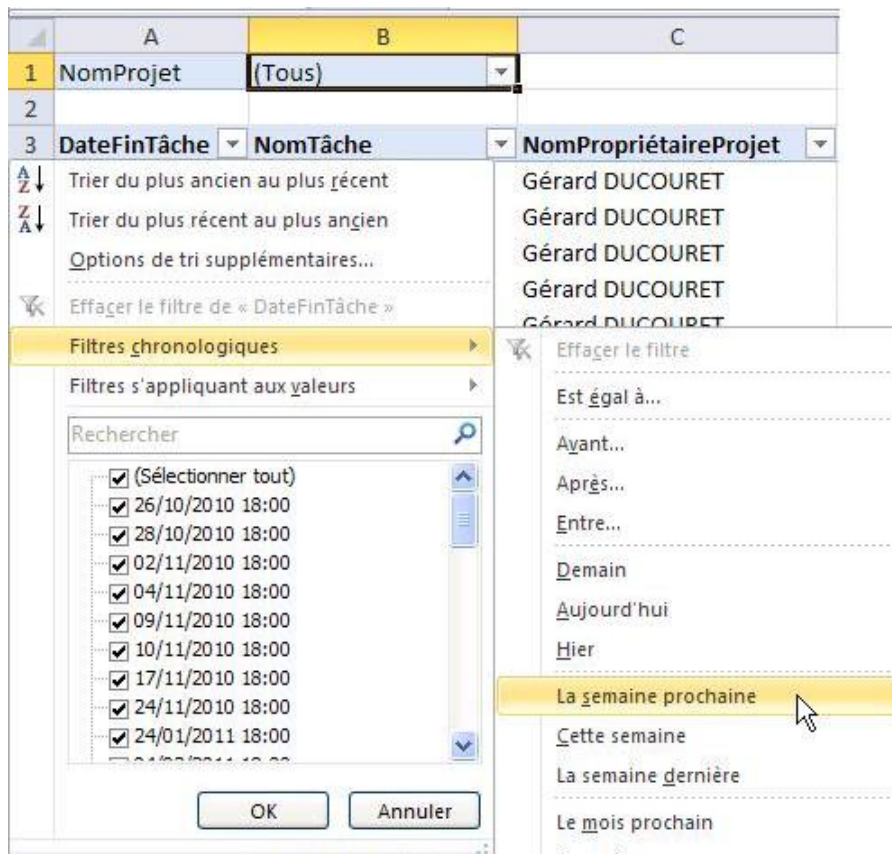 A B C
1 NomProjet (Tous)
2
3 DateFinTâche NomTâche NomPropriétaireProjet
Trier du plus ancien au plus récent
Trier du plus récent au plus ancien
Options de tri supplémentaires...
Effacer le filtre de « DateFinTâche »
Filtres chronologiques
Filtres s'appliquant aux valeurs
Rechercher
(Sélectionner tout)
26/10/2010 18:00
28/10/2010 18:00
02/11/2010 18:00
04/11/2010 18:00
09/11/2010 18:00
10/11/2010 18:00
17/11/2010 18:00
24/11/2010 18:00
24/01/2011 18:00
OK Annuler
Gérard DUCOURET
Gérard DUCOURET
Gérard DUCOURET
Gérard DUCOURET
Gérard DUCOURET
Effacer le filtre
Est égal à...
Avant...
Après...
Entre...
Demain
Aujourd'hui
Hier
La semaine prochaine
Cette semaine
La semaine dernière
Le mois prochain